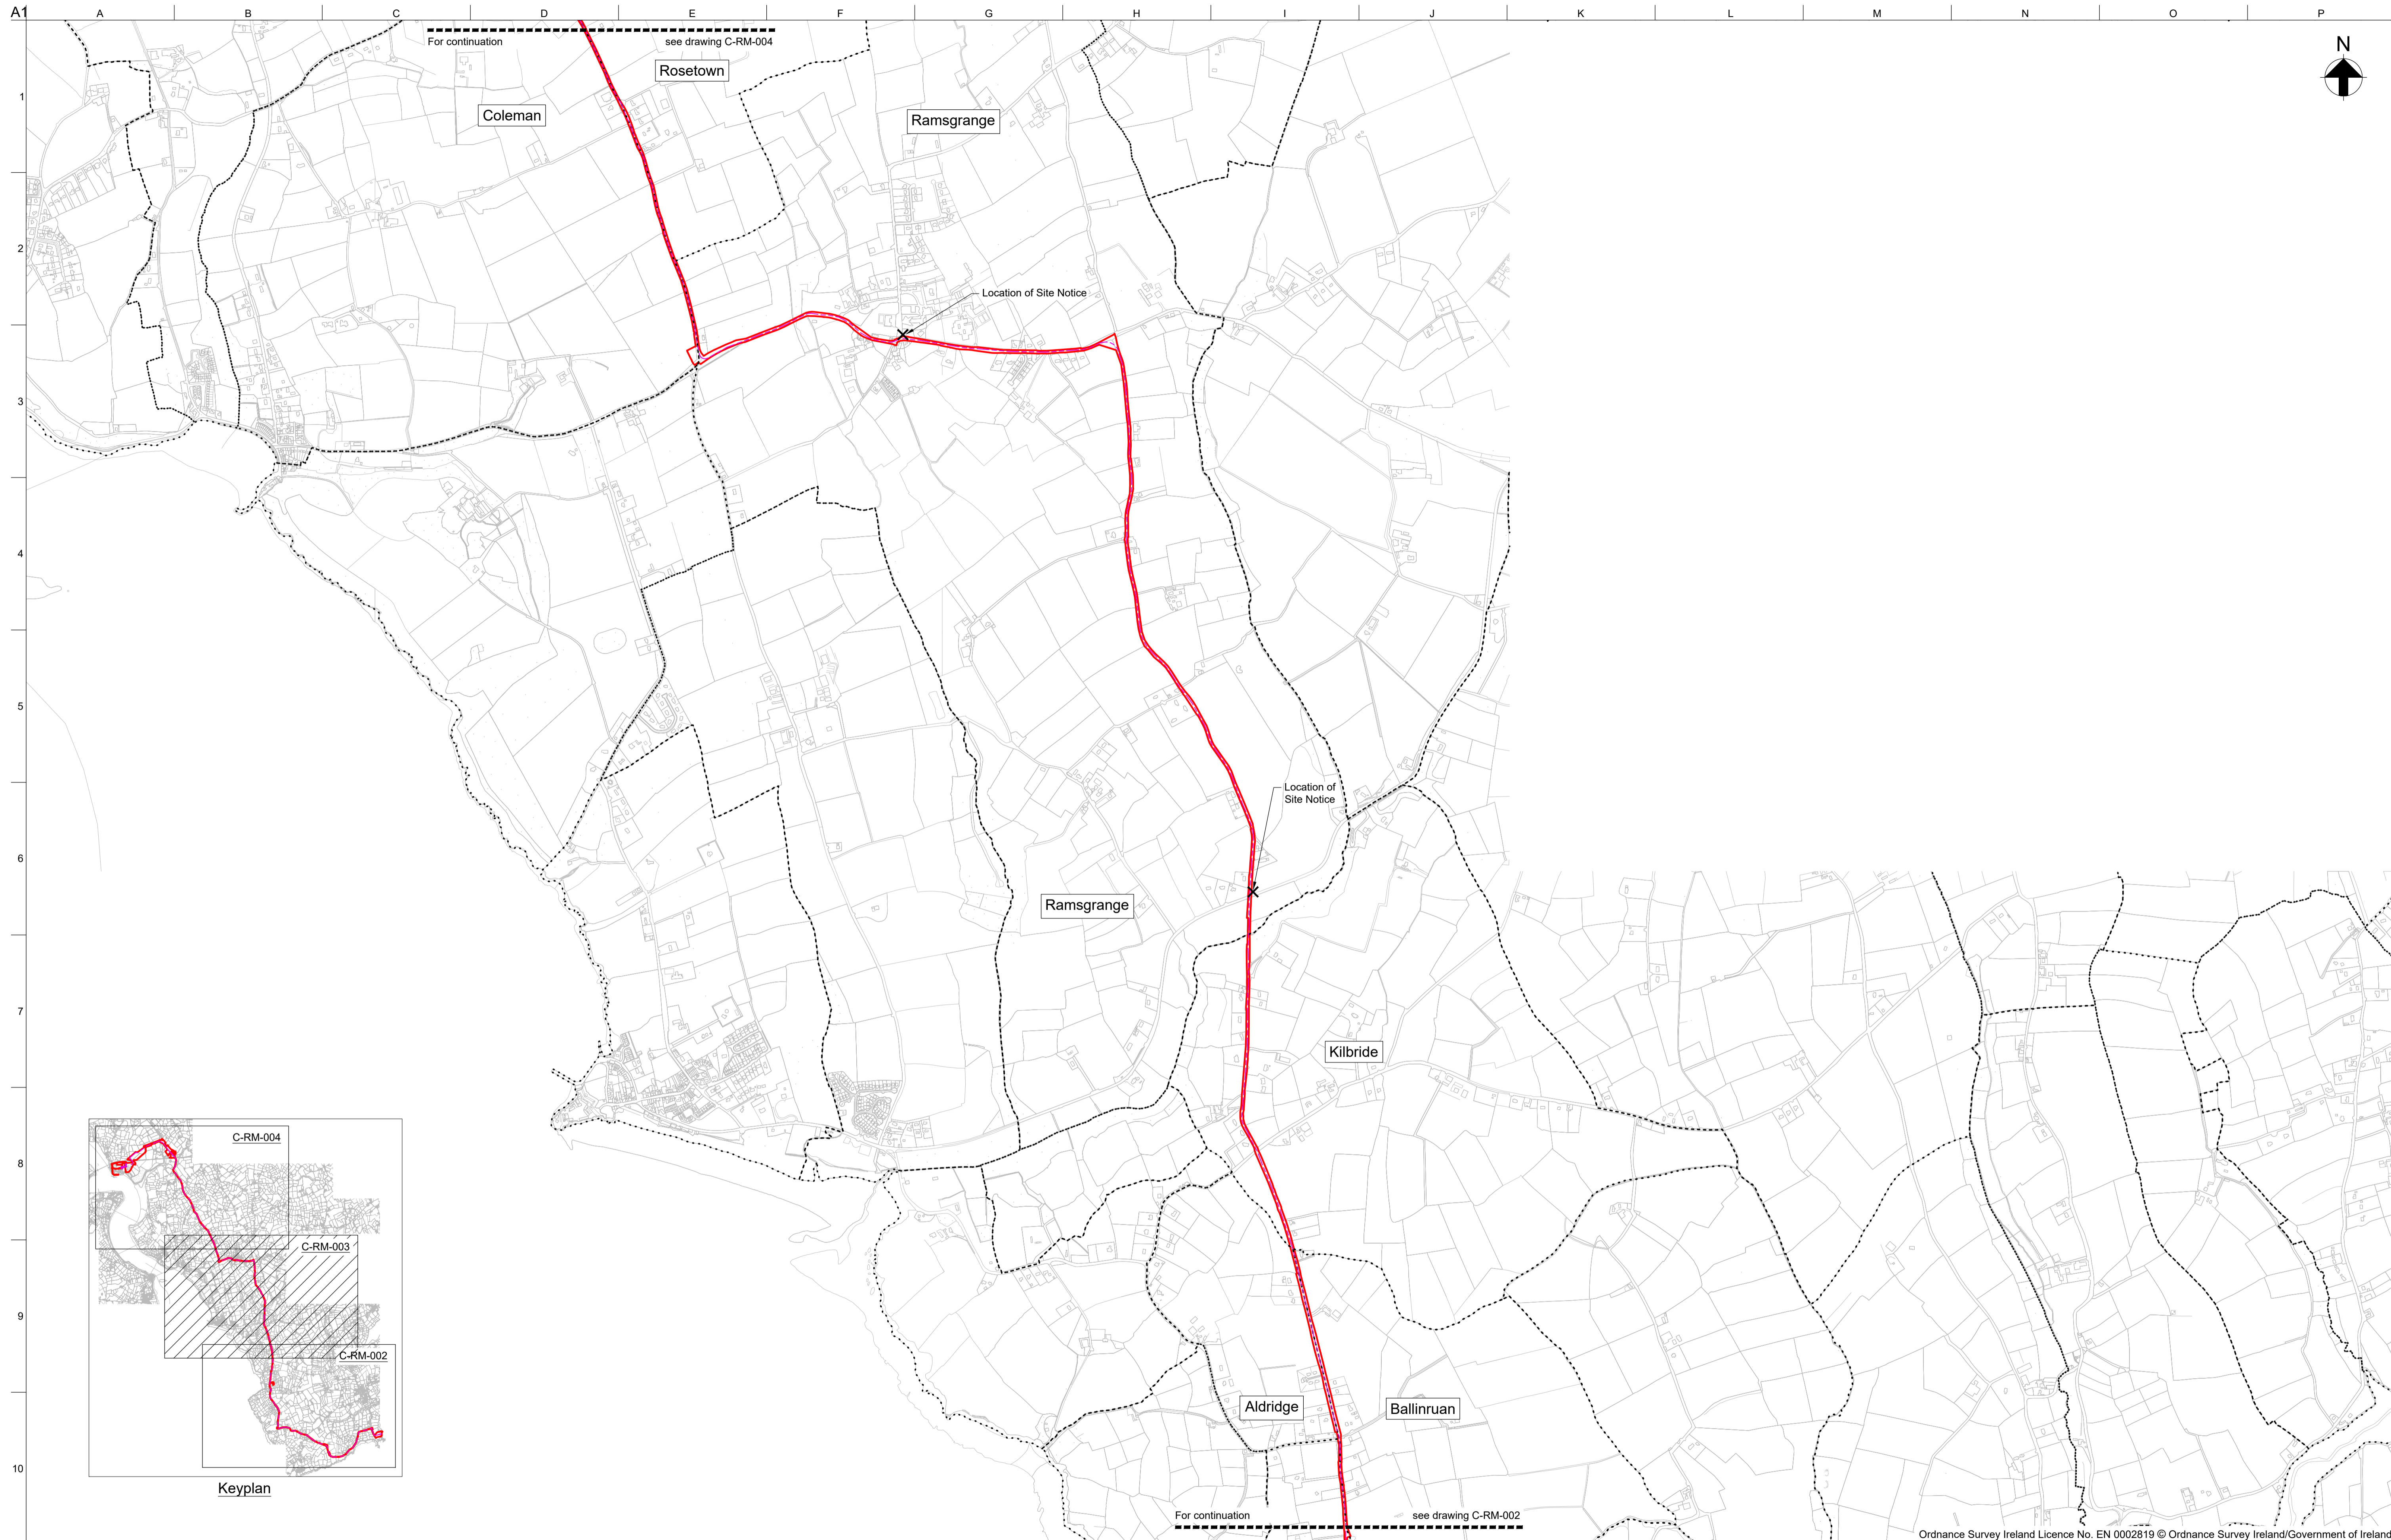 A1
A B C D E F G H I J K L M N O P
For continuation see drawing C-RM-004
N
Rosetown
1
Coleman
Ramsgrange
2
Location of Site Notice
3
4
5
Location of
Site Notice
6
Ramsgrange
7
Kilbride
C-RM-004
8
C-RM-003
9
C-RM-002
Aldridge
Ballinruan
10
Keyplan
For continuation see drawing C-RM-002
Ordnance Survey Ireland Licence No. EN 0002819 © Ordnance Survey Ireland/Government of Ireland